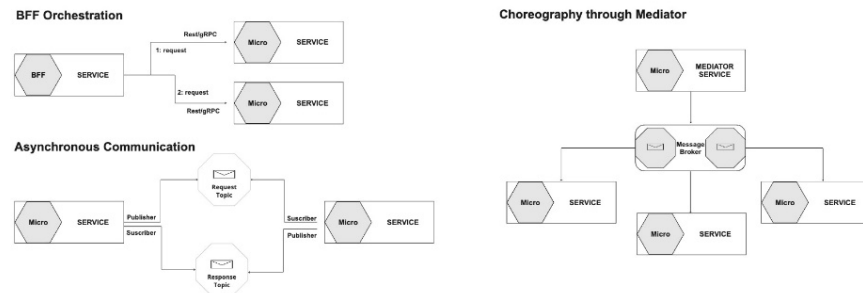 BFF Orchestration
Rest/gRPC
1: request
Micro
SERVICE
BFF
SERVICE
2: request
Rest/gRPC
Micro
SERVICE
Asynchronous Communication
Request
Topic
Micro
SERVICE
Publisher
Suscriber
Suscriber
Publisher
Micro
SERVICE
Response
Topic
Choreography through Mediator
Micro
MEDIATOR
SERVICE
Message
Broker
Micro
SERVICE
Micro
SERVICE
Micro
SERVICE